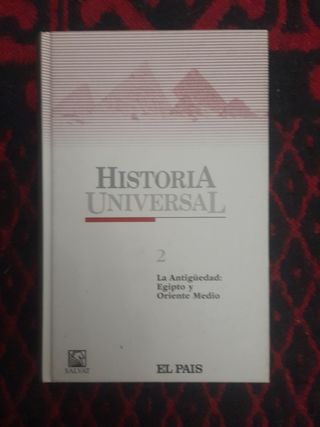 HISTORIA
UNIVERSAL
2
La Antigüedad:
Egipto y
Oriente Medio
SALVAT
EL PAIS